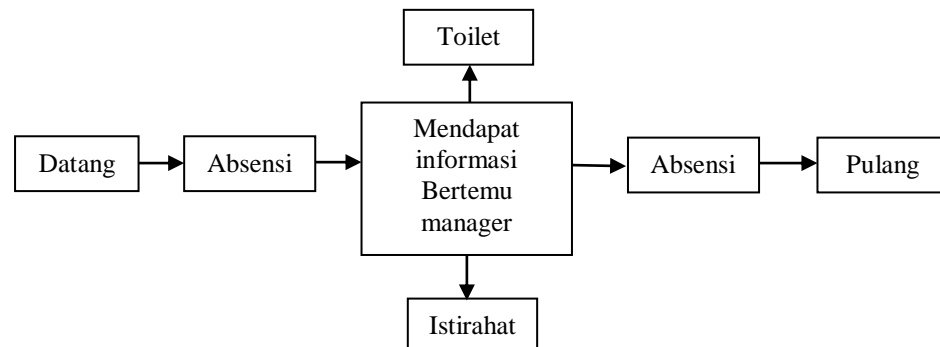 Toilet
Datang
Absensi
Mendapat
informasi
Bertemu
manager
Absensi
Pulang
Istirahat